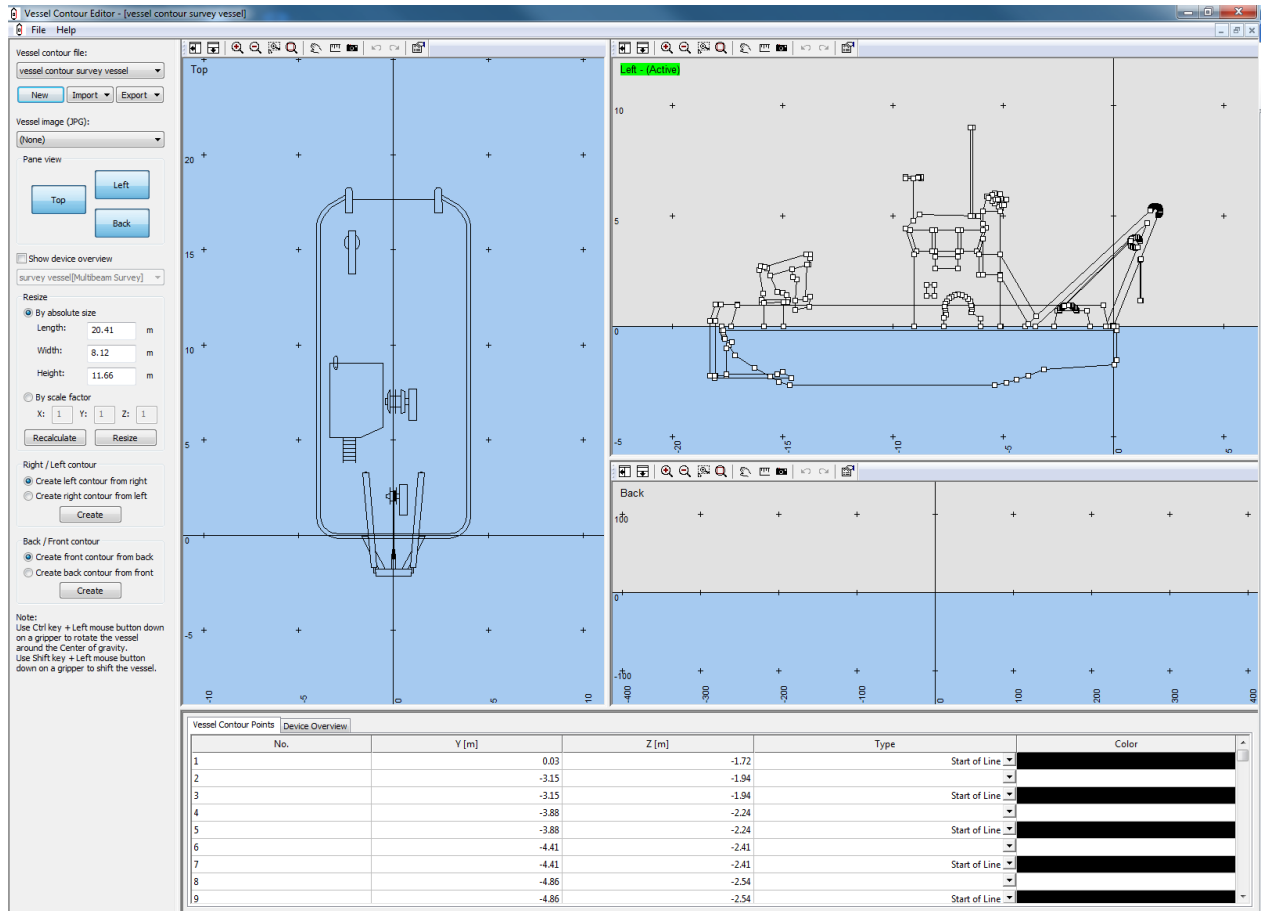 Vessel Contour Editor - [vessel contour survey vessel]
File Help
Vessel contour file:
vessel contour survey vessel
New Import Export
Vessel image (JPG):
(None)
Pane view
Top
Left
Back
Show device overview
survey vessel[Multibeam Survey]
Resize
By absolute size
Length: 20.41 m
Width: 8.12 m
Height: 11.66 m
By scale factor
X: 1 Y: 1 Z: 1
Recalculate Resize
Right / Left contour
Create left contour from right
Create right contour from left
Create
Back / Front contour
Create front contour from back
Create back contour from front
Create
Note:
Use Ctrl key + Left mouse button down
on a gripper to rotate the vessel
around the Center of gravity.
Use Shift key + Left mouse button
down on a gripper to shift the vessel.
Top
20
15
10
5
0
-5
-10 -5 0 5 10
Left - (Active)
10
5
0
-5
-20 -15 -10 -5 0 5
Back
100
0
-100
-400 -300 -200 -100 0 100 200 300 400
Vessel Contour Points Device Overview
No. Y [m] Z [m] Type Color
1 0.03 -1.72 Start of Line
2 -3.15 -1.94
3 -3.15 -1.94 Start of Line
4 -3.88 -2.24
5 -3.88 -2.24 Start of Line
6 -4.41 -2.41
7 -4.41 -2.41 Start of Line
8 -4.86 -2.54
9 -4.86 -2.54 Start of Line